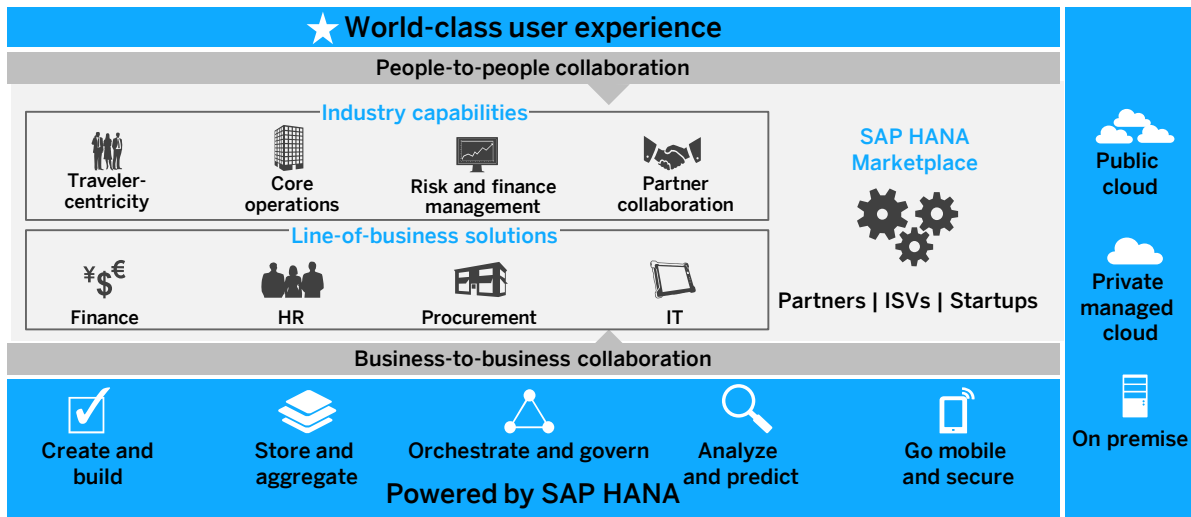 World-class user experience
People-to-people collaboration
Industry capabilities
Traveler-
centricity
Core
operations
Risk and finance
management
Partner
collaboration
SAP HANA
Marketplace
Line-of-business solutions
¥$€
Finance
HR
Procurement
IT
Partners | ISVs | Startups
Business-to-business collaboration
Create and
build
Store and
aggregate
Orchestrate and govern
Analyze
and predict
Go mobile
and secure
Powered by SAP HANA
Public
cloud
Private
managed
cloud
On premise